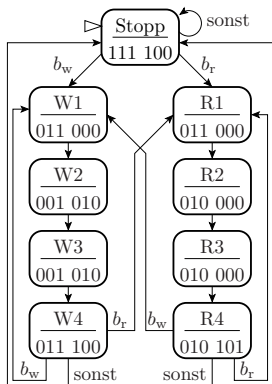 Stopp
111 100
sonst
b_w
b_r
W1
011 000
R1
011 000
W2
001 010
R2
010 000
W3
001 010
R3
010 000
W4
011 100
R4
010 101
b_r
b_w
b_w
sonst
sonst
b_r